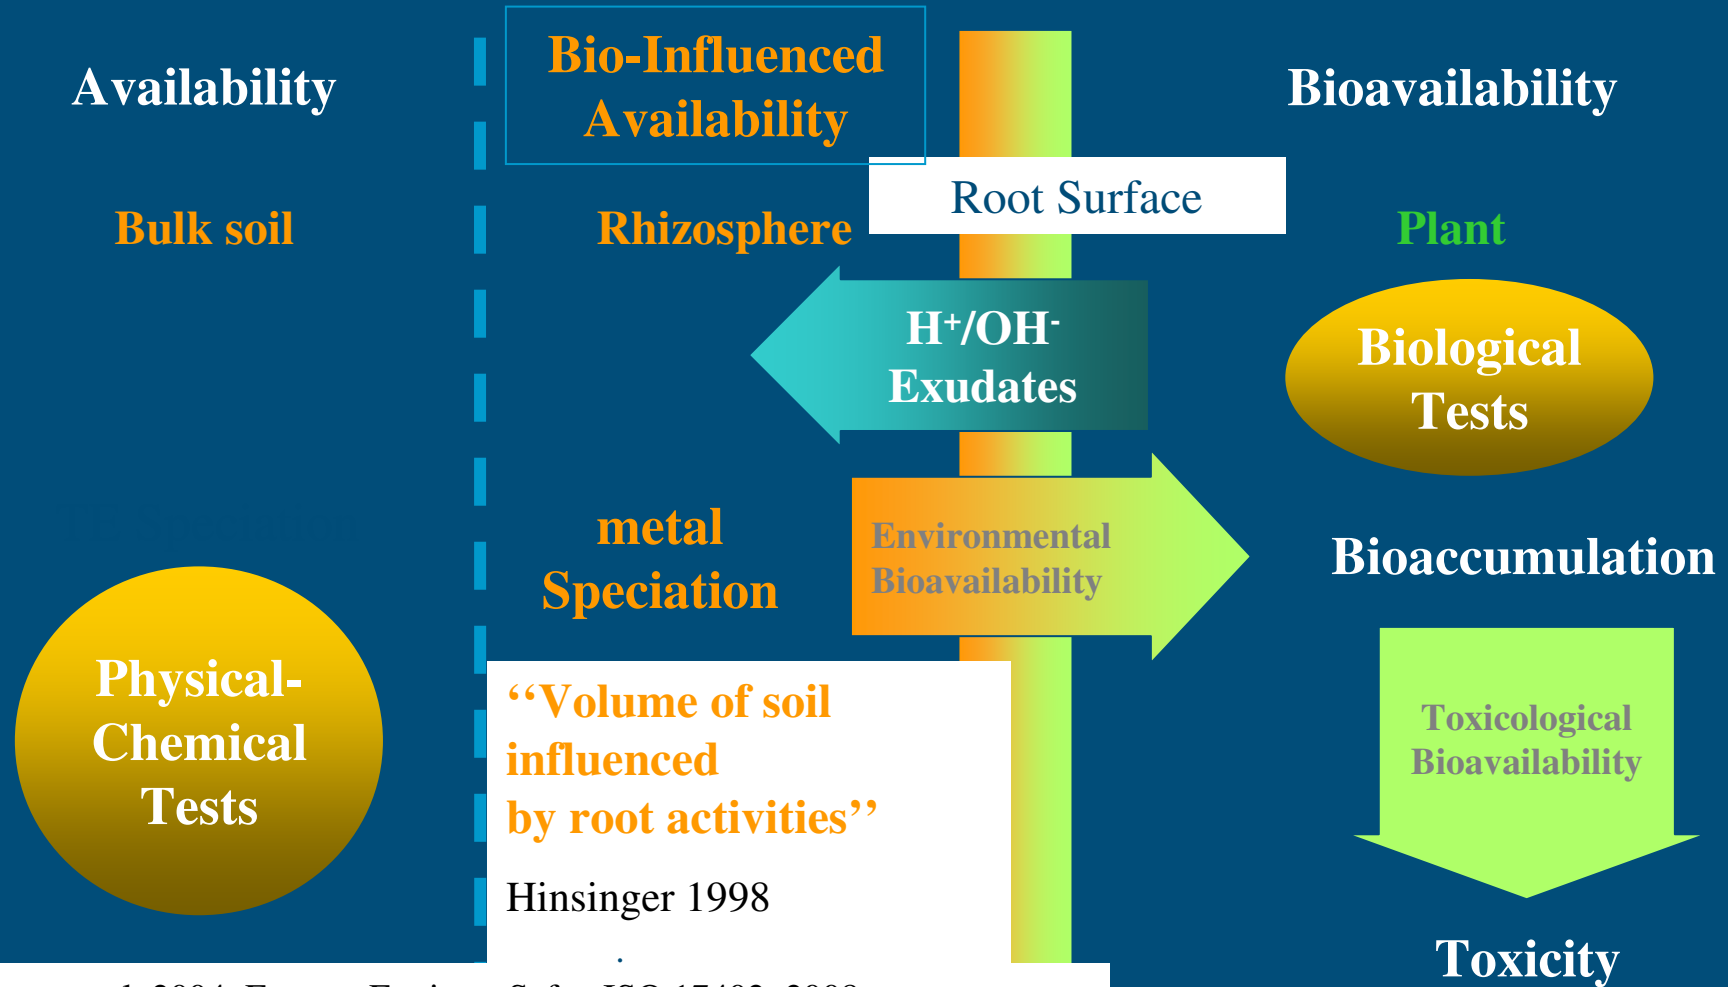 Availability
Bio-Influenced
Availability
Bioavailability
Bulk soil
Rhizosphere
Root Surface
Plant
H+/OH-
Exudates
Biological
Tests
metal
Speciation
Environmental
Bioavailability
Bioaccumulation
Physical-
Chemical
Tests
‘‘Volume of soil
influenced
by root activities’’
Hinsinger 1998
Toxicological
Bioavailability
Toxicity